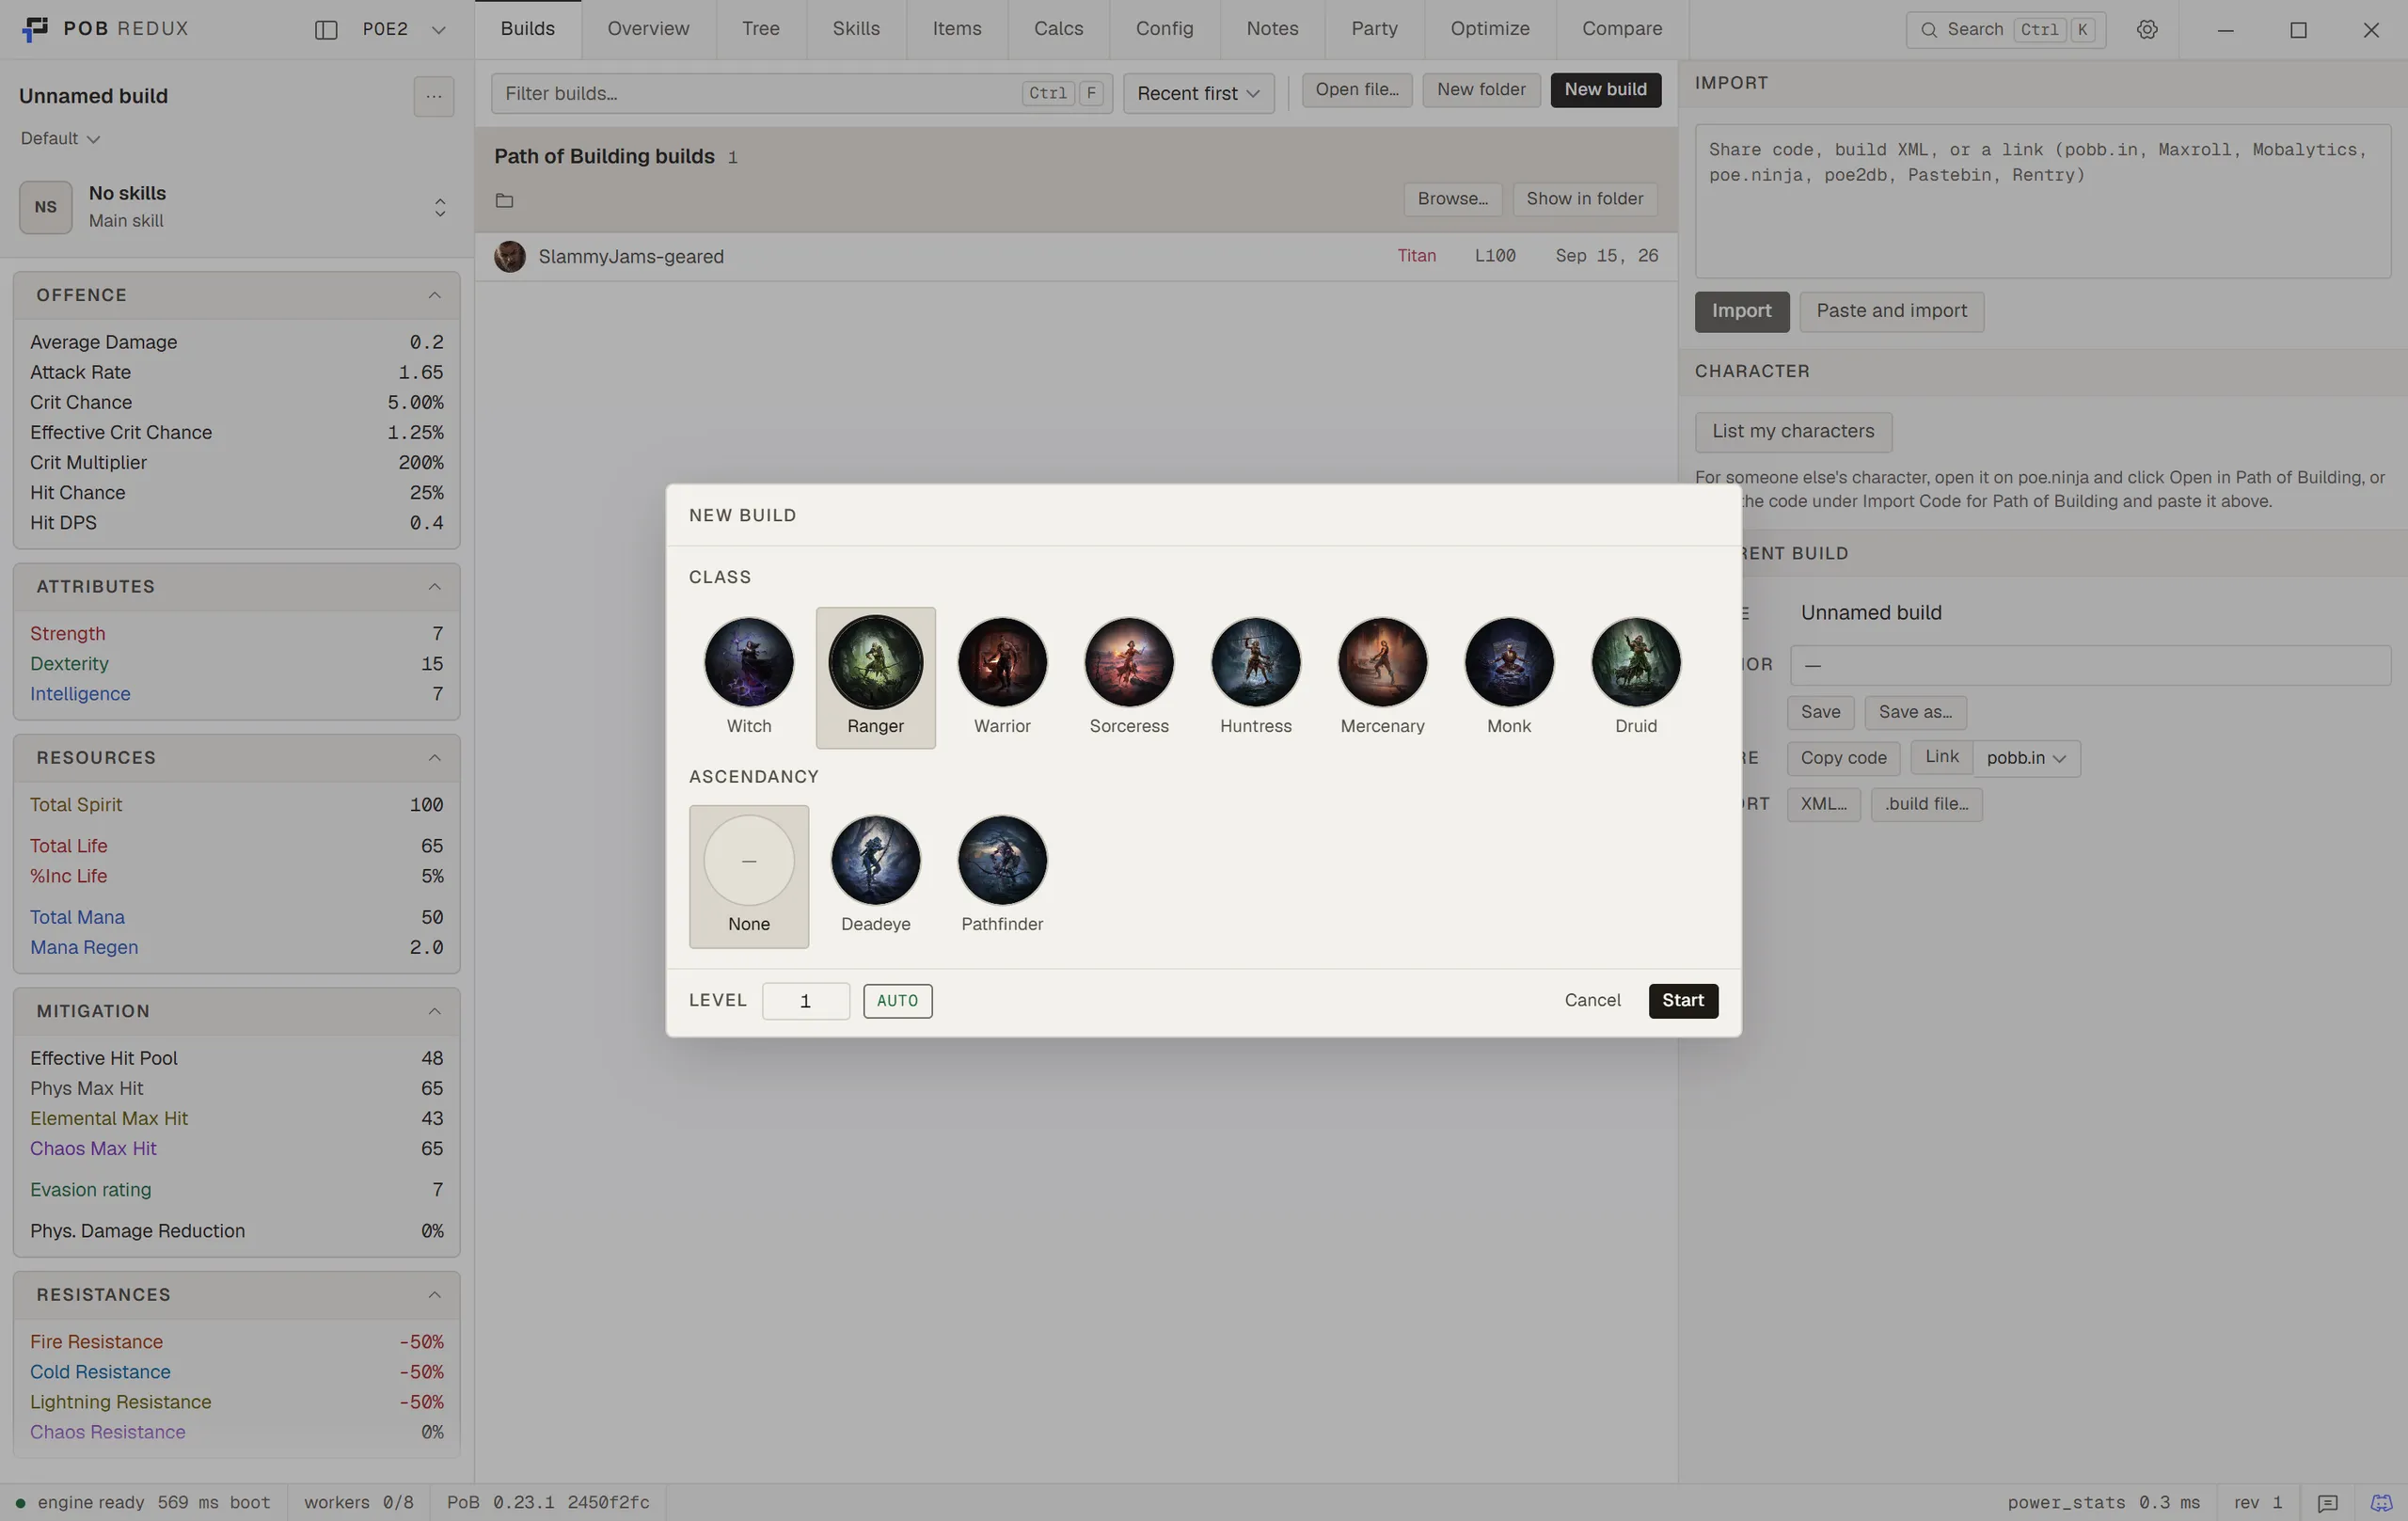 POB REDUX
POE2
Builds
Overview
Tree
Skills
Items
Calcs
Config
Notes
Party
Optimize
Compare
Search Ctrl K
Unnamed build
...
Default
NS
No skills
Main skill
OFFENCE
Average Damage 0.2
Attack Rate 1.65
Crit Chance 5.00%
Effective Crit Chance 1.25%
Crit Multiplier 200%
Hit Chance 25%
Hit DPS 0.4
ATTRIBUTES
Strength 7
Dexterity 15
Intelligence 7
RESOURCES
Total Spirit 100
Total Life 65
%Inc Life 5%
Total Mana 50
Mana Regen 2.0
MITIGATION
Effective Hit Pool 48
Phys Max Hit 65
Elemental Max Hit 43
Chaos Max Hit 65
Evasion rating 7
Phys. Damage Reduction 0%
RESISTANCES
Fire Resistance -50%
Cold Resistance -50%
Lightning Resistance -50%
Chaos Resistance 0%
Filter builds... Ctrl F
Recent first
Open file...
New folder
New build
Path of Building builds 1
Browse...
Show in folder
SlammyJams-geared Titan L100 Sep 15, 26
IMPORT
Share code, build XML, or a link (pobb.in, Maxroll, Mobalytics,
poe.ninja, poe2db, Pastebin, Rentry)
Import
Paste and import
CHARACTER
List my characters
For someone else's character, open it on poe.ninja and click Open in Path of Building, or
the code under Import Code for Path of Building and paste it above.
RENT BUILD
E Unnamed build
HOR —
Save
Save as...
RE
Copy code
Link
pobb.in
ORT
XML...
.build file...
NEW BUILD
CLASS
Witch
Ranger
Warrior
Sorceress
Huntress
Mercenary
Monk
Druid
ASCENDANCY
—
None
Deadeye
Pathfinder
LEVEL 1 AUTO
Cancel
Start
engine ready 569 ms boot
workers 0/8
PoB 0.23.1 2450f2fc
power_stats 0.3 ms
rev 1